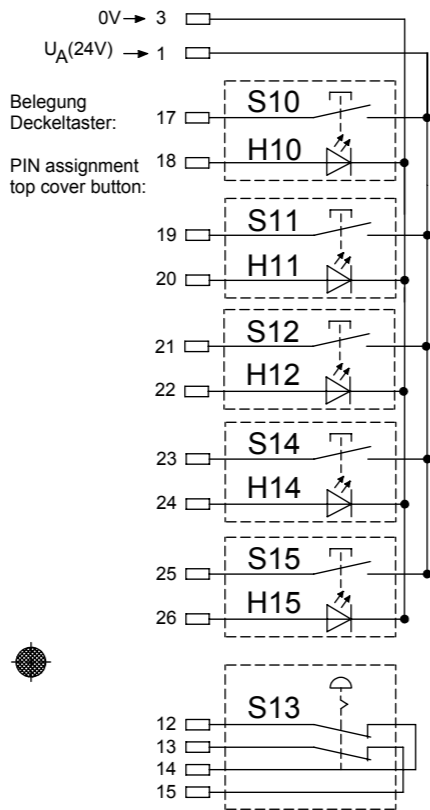 0V → 3
U_A(24V) → 1
Belegung
Deckeltaster:
PIN assignment
top cover button:
17 S10
18 H10
19 S11
20 H11
21 S12
22 H12
23 S14
24 H14
25 S15
26 H15
S13
12
13
14
15